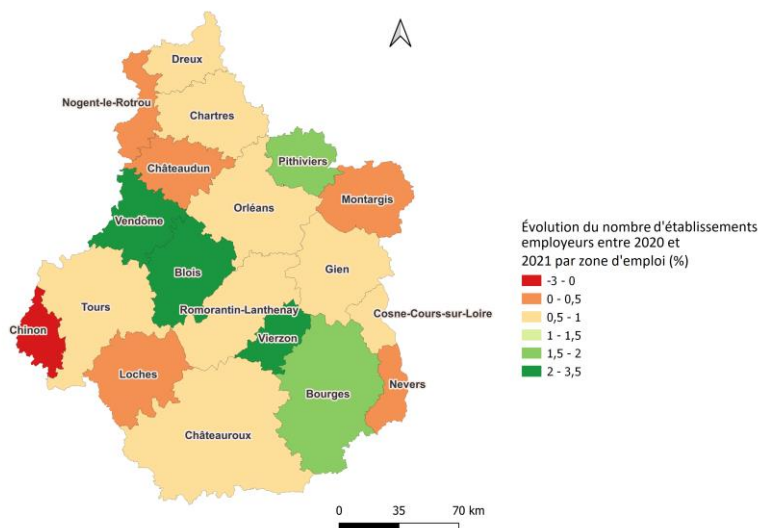 Dreux
Nogent-le-Rotrou
Chartres
Châteaudun
Pithiviers
Montargis
Orléans
Vendôme
Blois
Gien
Tours
Romorantin-Lanthenay
Cosne-Cours-sur-Loire
Chinon
Vierzon
Loches
Bourges
Nevers
Châteauroux
Évolution du nombre d'établissements
employeurs entre 2020 et
2021 par zone d'emploi (%)
-3 - 0
0 - 0,5
0,5 - 1
1 - 1,5
1,5 - 2
2 - 3,5
0 35 70 km